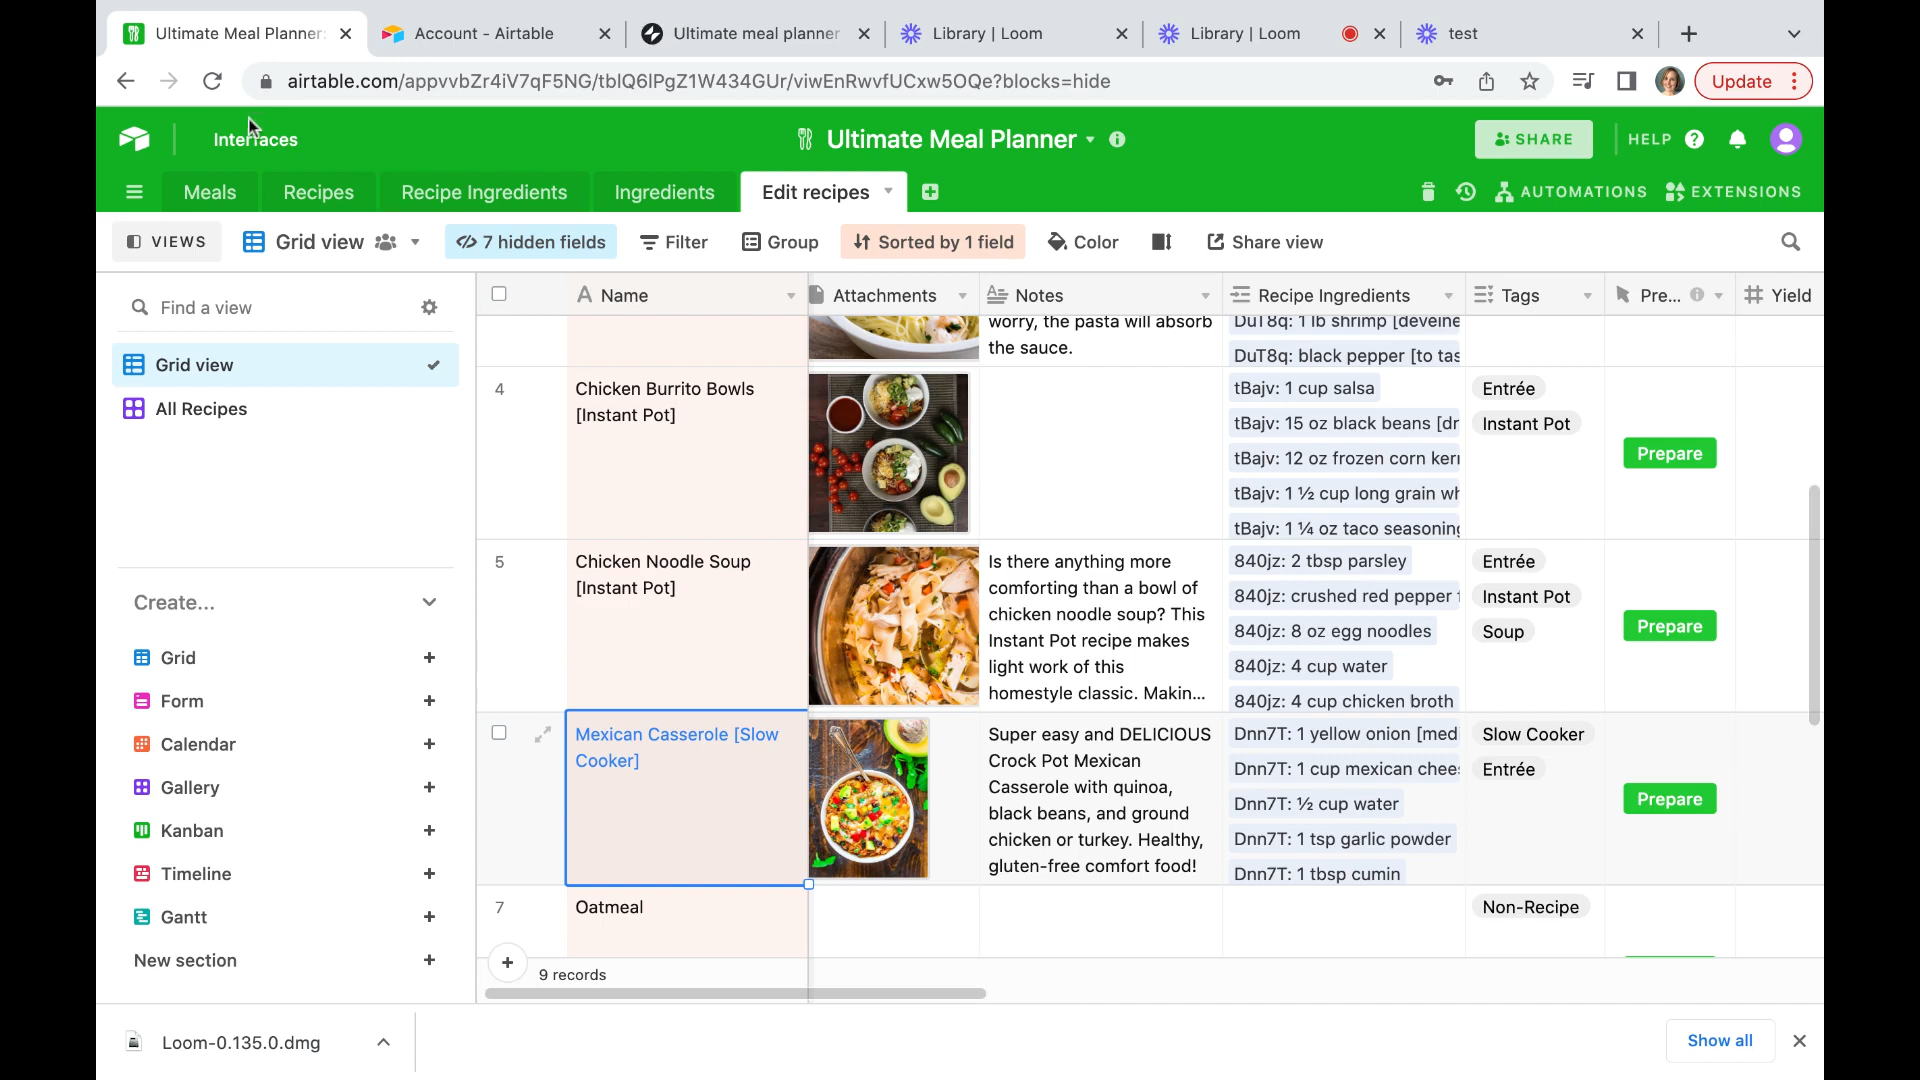 Ultimate Meal Planner:
Account - Airtable
Ultimate meal planner
Library | Loom
Library | Loom
test
airtable.com/appvvbZr4iV7qF5NG/tblQ6lPgZ1W434GUr/viwEnRwvfUCxw5OQe?blocks=hide
Update
Interfaces
Ultimate Meal Planner
SHARE
HELP
Meals
Recipes
Recipe Ingredients
Ingredients
Edit recipes
AUTOMATIONS
EXTENSIONS
VIEWS
Grid view
7 hidden fields
Filter
Group
Sorted by 1 field
Color
Share view
Find a view
Grid view
All Recipes
Create...
Grid
Form
Calendar
Gallery
Kanban
Timeline
Gantt
New section
Name
Attachments
Notes
Recipe Ingredients
Tags
Pre...
Yield
worry, the pasta will absorb
the sauce.
DuT8q: 1 lb shrimp [deveine
DuT8q: black pepper [to tas
4
Chicken Burrito Bowls
[Instant Pot]
tBajv: 1 cup salsa
tBajv: 15 oz black beans [dr
tBajv: 12 oz frozen corn ker
tBajv: 1 ½ cup long grain wh
tBajv: 1 ¼ oz taco seasoning
Entrée
Instant Pot
Prepare
5
Chicken Noodle Soup
[Instant Pot]
Is there anything more
comforting than a bowl of
chicken noodle soup? This
Instant Pot recipe makes
light work of this
homestyle classic. Makin...
840jz: 2 tbsp parsley
840jz: crushed red pepper f
840jz: 8 oz egg noodles
840jz: 4 cup water
840jz: 4 cup chicken broth
Entrée
Instant Pot
Soup
Prepare
Mexican Casserole [Slow
Cooker]
Super easy and DELICIOUS
Crock Pot Mexican
Casserole with quinoa,
black beans, and ground
chicken or turkey. Healthy,
gluten-free comfort food!
Dnn7T: 1 yellow onion [med
Dnn7T: 1 cup mexican chees
Dnn7T: ½ cup water
Dnn7T: 1 tsp garlic powder
Dnn7T: 1 tbsp cumin
Slow Cooker
Entrée
Prepare
7
Oatmeal
Non-Recipe
9 records
Loom-0.135.0.dmg
Show all